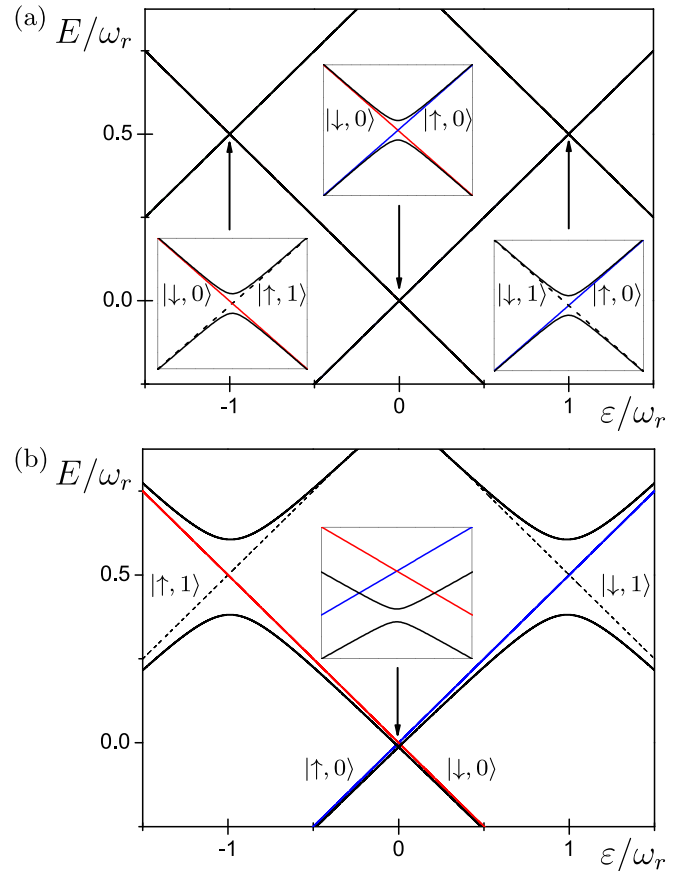 (a)
E/ω_r
0.5
0.0
|↓, 0⟩ |↑, 0⟩
|↓, 0⟩ |↑, 1⟩
|↓, 1⟩ |↑, 0⟩
-1 0 1
ε/ω_r
(b)
E/ω_r
0.5
0.0
|↑, 1⟩ |↓, 1⟩
|↑, 0⟩ |↓, 0⟩
-1 0 1
ε/ω_r